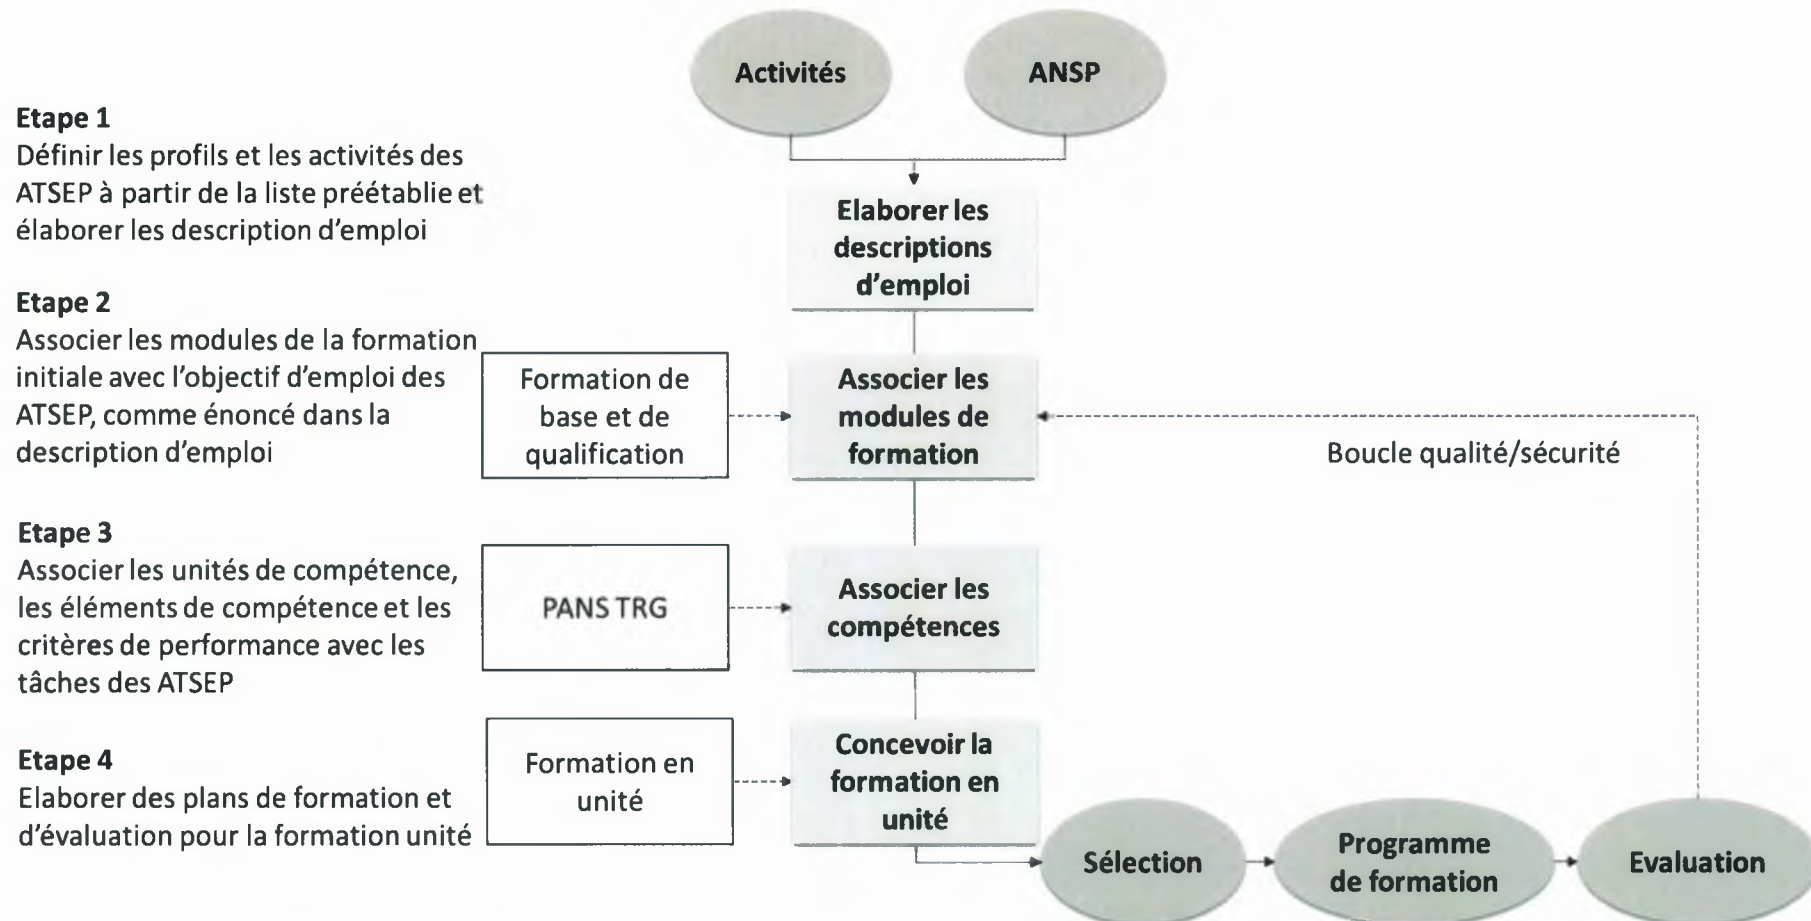 Activités
ANSP
Etape 1
Définir les profils et les activités des
ATSEP à partir de la liste préétablie et
élaborer les description d'emploi
Elaborer les
descriptions
d'emploi
Etape 2
Associer les modules de la formation
initiale avec l'objectif d'emploi des
ATSEP, comme énoncé dans la
description d'emploi
Formation de
base et de
qualification
Associer les
modules de
formation
Boucle qualité/sécurité
Etape 3
Associer les unités de compétence,
les éléments de compétence et les
critères de performance avec les
tâches des ATSEP
PANS TRG
Associer les
compétences
Etape 4
Elaborer des plans de formation et
d'évaluation pour la formation unité
Formation en
unité
Concevoir la
formation en
unité
Sélection
Programme
de formation
Evaluation